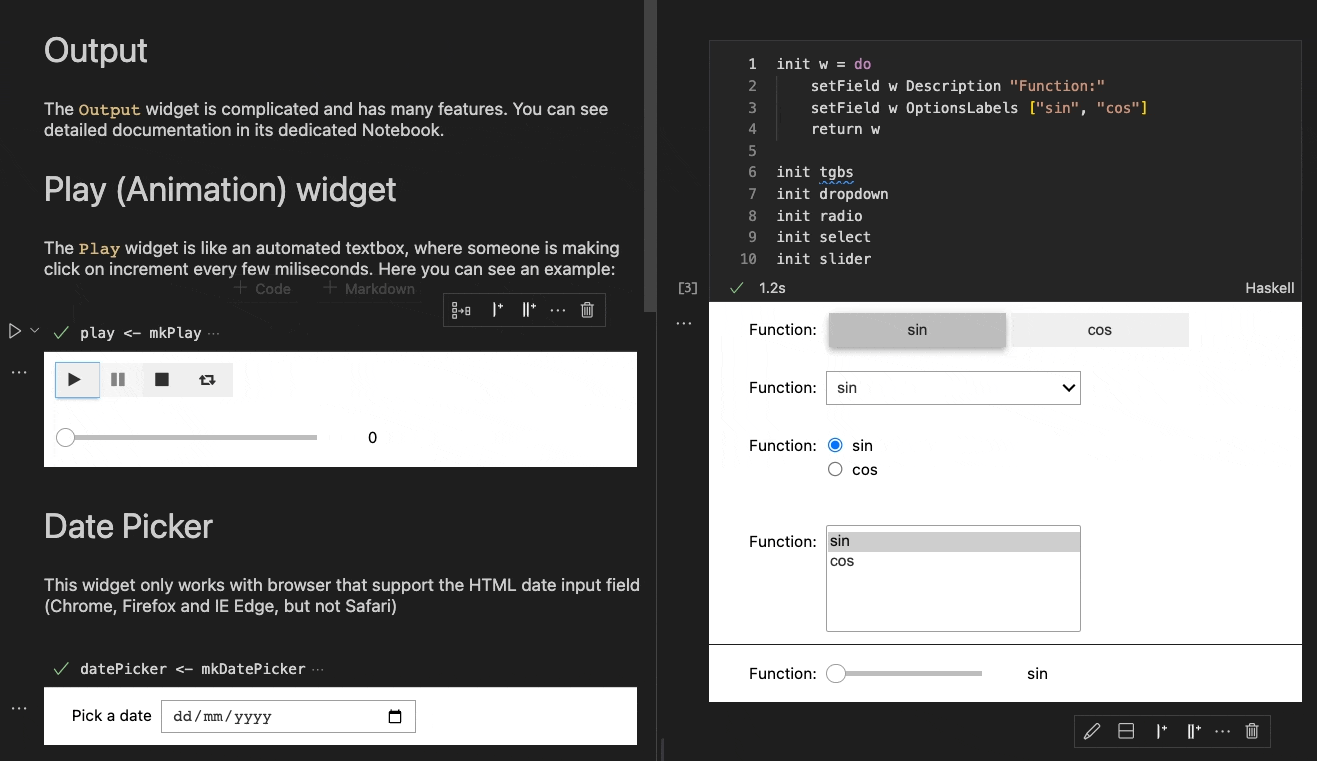 Output
The Output widget is complicated and has many features. You can see
detailed documentation in its dedicated Notebook.
Play (Animation) widget
The Play widget is like an automated textbox, where someone is making
click on increment every few miliseconds. Here you can see an example:
+ Code + Markdown
play <- mkPlay ...
0
Date Picker
This widget only works with browser that support the HTML date input field
(Chrome, Firefox and IE Edge, but not Safari)
datePicker <- mkDatePicker ...
Pick a date dd/mm/yyyy
1 init w = do
2 setField w Description "Function:"
3 setField w OptionsLabels ["sin", "cos"]
4 return w
5
6 init tgbs
7 init dropdown
8 init radio
9 init select
10 init slider
[3] 1.2s Haskell
Function: sin cos
Function: sin
Function: sin
cos
Function: sin
cos
Function: sin